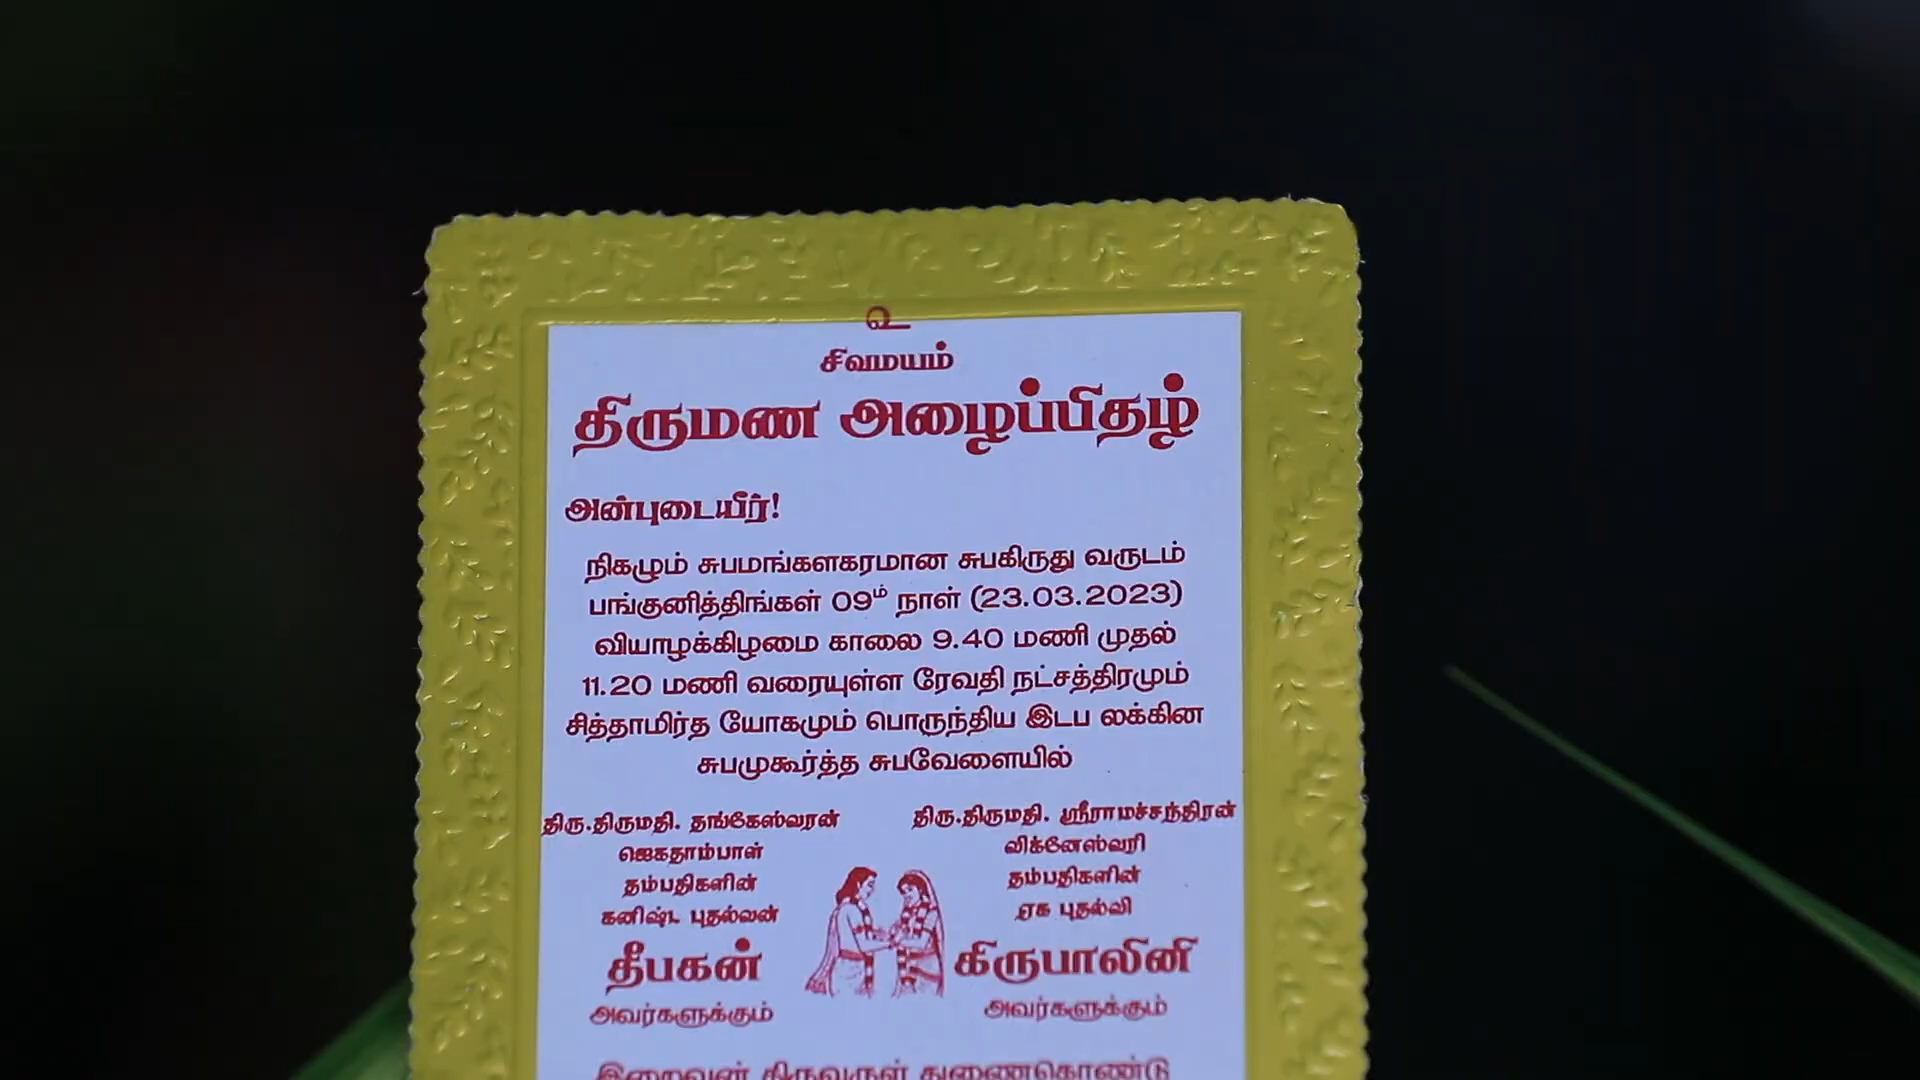 உ
சிவமயம்
திருமண அழைப்பிதழ்
அன்புடையீர்!
நிகழும் சுபமங்களகரமான சுபகிருது வருடம்
பங்குனித்திங்கள் 09ம் நாள் (23.03.2023)
வியாழக்கிழமை காலை 9.40 மணி முதல்
11.20 மணி வரையுள்ள ரேவதி நட்சத்திரமும்
சித்தாமிர்த யோகமும் பொருந்திய இடப லக்கின
சுபமுகூர்த்த சுபவேளையில்
திரு.திருமதி. தங்கேஸ்வரன்
ஜெகதாம்பாள்
தம்பதிகளின்
கனிஷ்ட புதல்வன்
தீபகன்
அவர்களுக்கும்
திரு.திருமதி. ஸ்ரீராமச்சந்திரன்
விக்னேஸ்வரி
தம்பதிகளின்
ஏக புதல்வி
கிருபாலினி
அவர்களுக்கும்
இறைவன் திருவருள் துணைகொண்டு